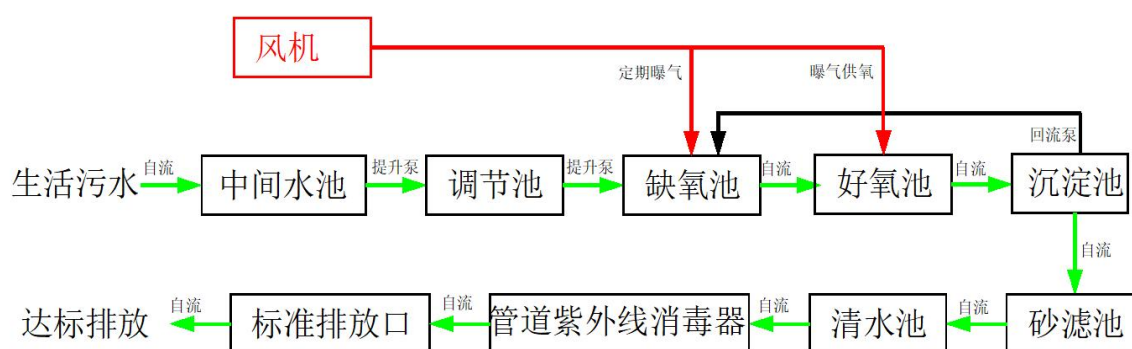 风机
定期曝气
曝气供氧
回流泵
生活污水
自流
中间水池
提升泵
调节池
提升泵
缺氧池
自流
好氧池
自流
沉淀池
自流
达标排放
自流
标准排放口
自流
管道紫外线消毒器
自流
清水池
自流
砂滤池